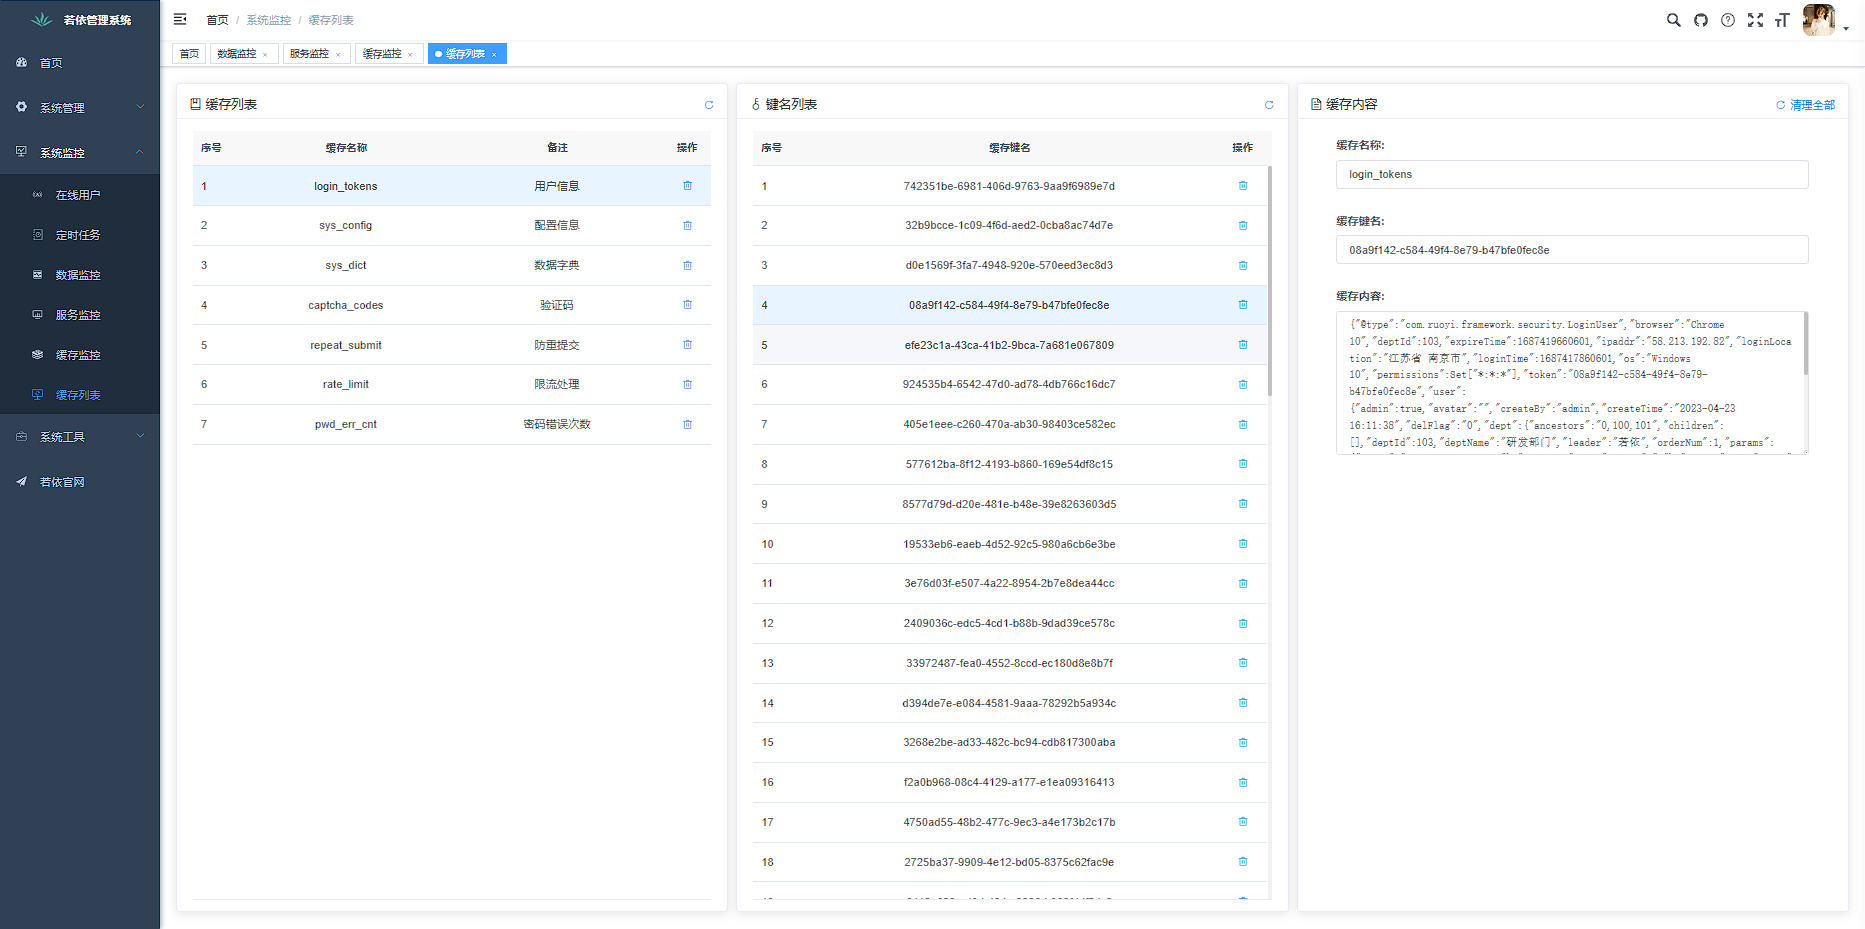 若依管理系统
首页
系统管理
系统监控
在线用户
定时任务
数据监控
服务监控
缓存监控
缓存列表
系统工具
若依官网
首页 / 系统监控 / 缓存列表
首页 数据监控 × 服务监控 × 缓存监控 × 缓存列表 ×
缓存列表
序号 缓存名称 备注 操作
1 login_tokens 用户信息
2 sys_config 配置信息
3 sys_dict 数据字典
4 captcha_codes 验证码
5 repeat_submit 防重提交
6 rate_limit 限流处理
7 pwd_err_cnt 密码错误次数
键名列表
序号 缓存键名 操作
1 742351be-6981-406d-9763-9aa9f6989e7d
2 32b9bcce-1c09-4f6d-aed2-0cba8ac74d7e
3 d0e1569f-3fa7-4948-920e-570eed3ec8d3
4 08a9f142-c584-49f4-8e79-b47bfe0fec8e
5 efe23c1a-43ca-41b2-9bca-7a681e067809
6 924535b4-6542-47d0-ad78-4db766c16dc7
7 405e1eee-c260-470a-ab30-98403ce582ec
8 577612ba-8f12-4193-b860-169e54df8c15
9 8577d79d-d20e-481e-b48e-39e8263603d5
10 19533eb6-eaeb-4d52-92c5-980a6cb6e3be
11 3e76d03f-e507-4a22-8954-2b7e8dea44cc
12 2409036c-edc5-4cd1-b88b-9dad39ce578c
13 33972487-fea0-4552-8ccd-ec180d8e8b7f
14 d394de7e-e084-4581-9aaa-78292b5a934c
15 3268e2be-ad33-482c-bc94-cdb817300aba
16 f2a0b968-08c4-4129-a177-e1ea09316413
17 4750ad55-48b2-477c-9ec3-a4e173b2c17b
18 2725ba37-9909-4e12-bd05-8375c62fac9e
缓存内容 清理全部
缓存名称:
login_tokens
缓存键名:
08a9f142-c584-49f4-8e79-b47bfe0fec8e
缓存内容:
{"@type":"com.ruoyi.framework.security.LoginUser","browser":"Chrome
10","deptId":103,"expireTime":1687419660601,"ipaddr":"58.213.192.82","loginLoca
tion":"江苏省 南京市","loginTime":1687417860601,"os":"Windows
10","permissions":Set["*:*:*"],"token":"08a9f142-c584-49f4-8e79-
b47bfe0fec8e","user":
{"admin":true,"avatar":"","createBy":"admin","createTime":"2023-04-23
16:11:38","delFlag":"0","dept":{"ancestors":"0,100,101","children":
[],"deptId":103,"deptName":"研发部门","leader":"若依","orderNum":1,"params":